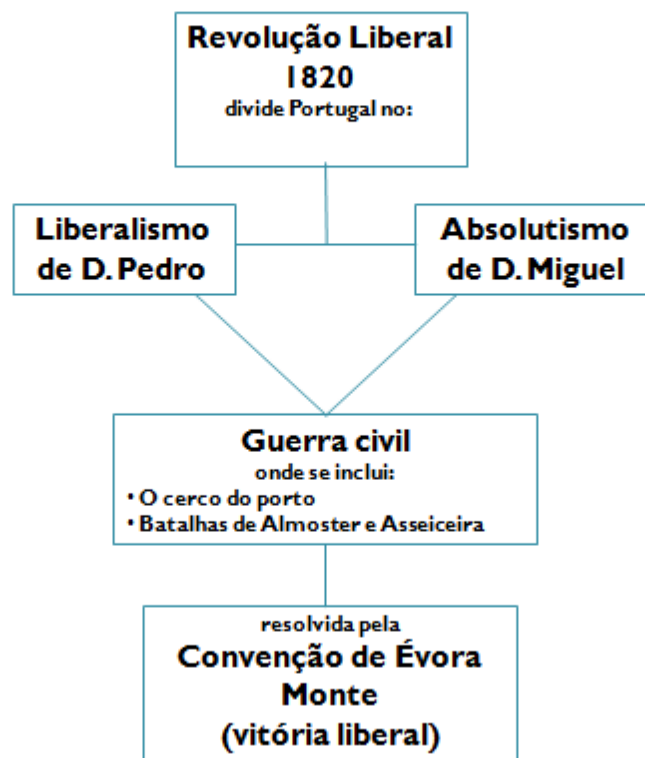 Revolução Liberal
1820
divide Portugal no:
Liberalismo
de D. Pedro
Absolutismo
de D. Miguel
Guerra civil
onde se inclui:
• O cerco do porto
• Batalhas de Almoster e Asseiceira
resolvida pela
Convenção de Évora
Monte
(vitória liberal)